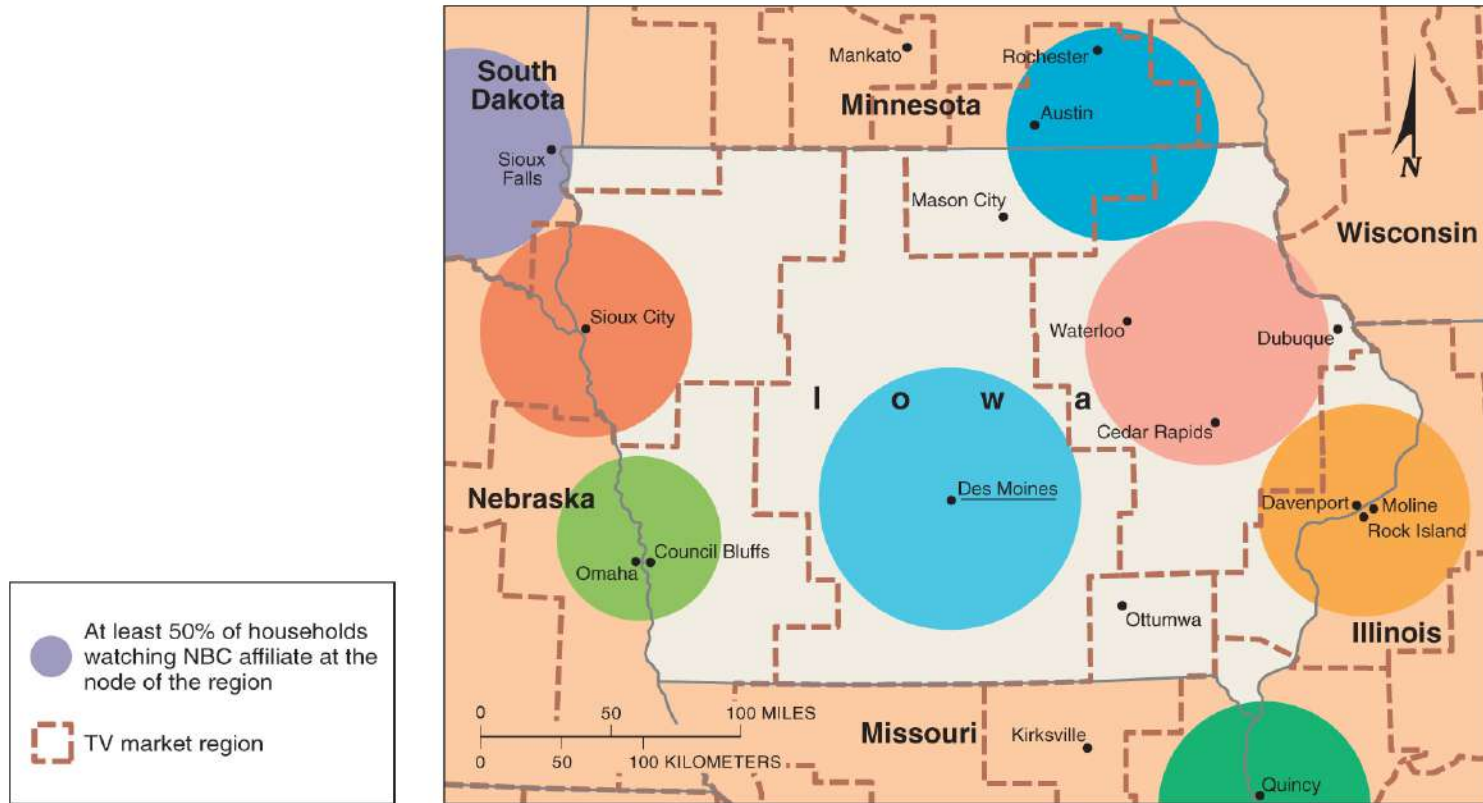 South
Dakota
Mankato
Minnesota
Rochester
Austin
Sioux
Falls
N
Mason City
Wisconsin
Sioux City
Waterloo
Dubuque
Iowa
Cedar Rapids
Nebraska
Des Moines
Davenport
Moline
Rock Island
Council Bluffs
Omaha
Ottumwa
Illinois
0 50 100 MILES
0 50 100 KILOMETERS
Missouri
Kirksville
Quincy
At least 50% of households
watching NBC affiliate at the
node of the region
TV market region